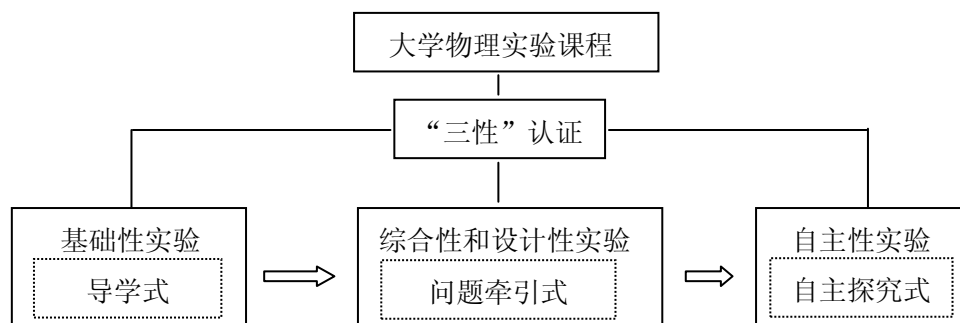 大学物理实验课程
“三性”认证
基础性实验
导学式
综合性和设计性实验
问题牵引式
自主性实验
自主探究式